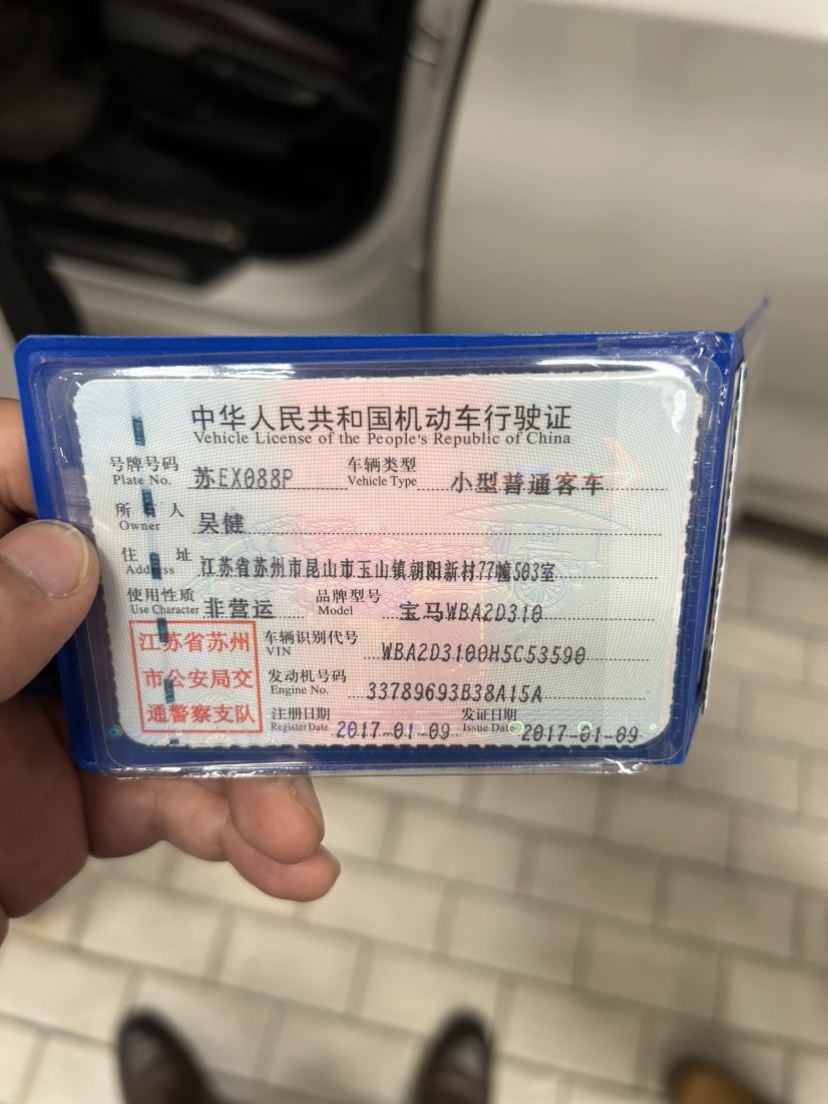 中华人民共和国机动车行驶证
Vehicle License of the People's Republic of China
号牌号码 苏EX088P 车辆类型 小型普通客车
Plate No. Vehicle Type
所有人 吴健
Owner
住址 江苏省苏州市昆山市玉山镇朝阳新村77幢503室
Address
使用性质 非营运 品牌型号 宝马WBA2D310
Use Character Model
江苏省苏州
市公安局交
通警察支队
车辆识别代号 WBA2D3100H5C53590
VIN
发动机号码 33789693B38A15A
Engine No.
注册日期 2017-01-09 发证日期 2017-01-09
Register Date Issue Date